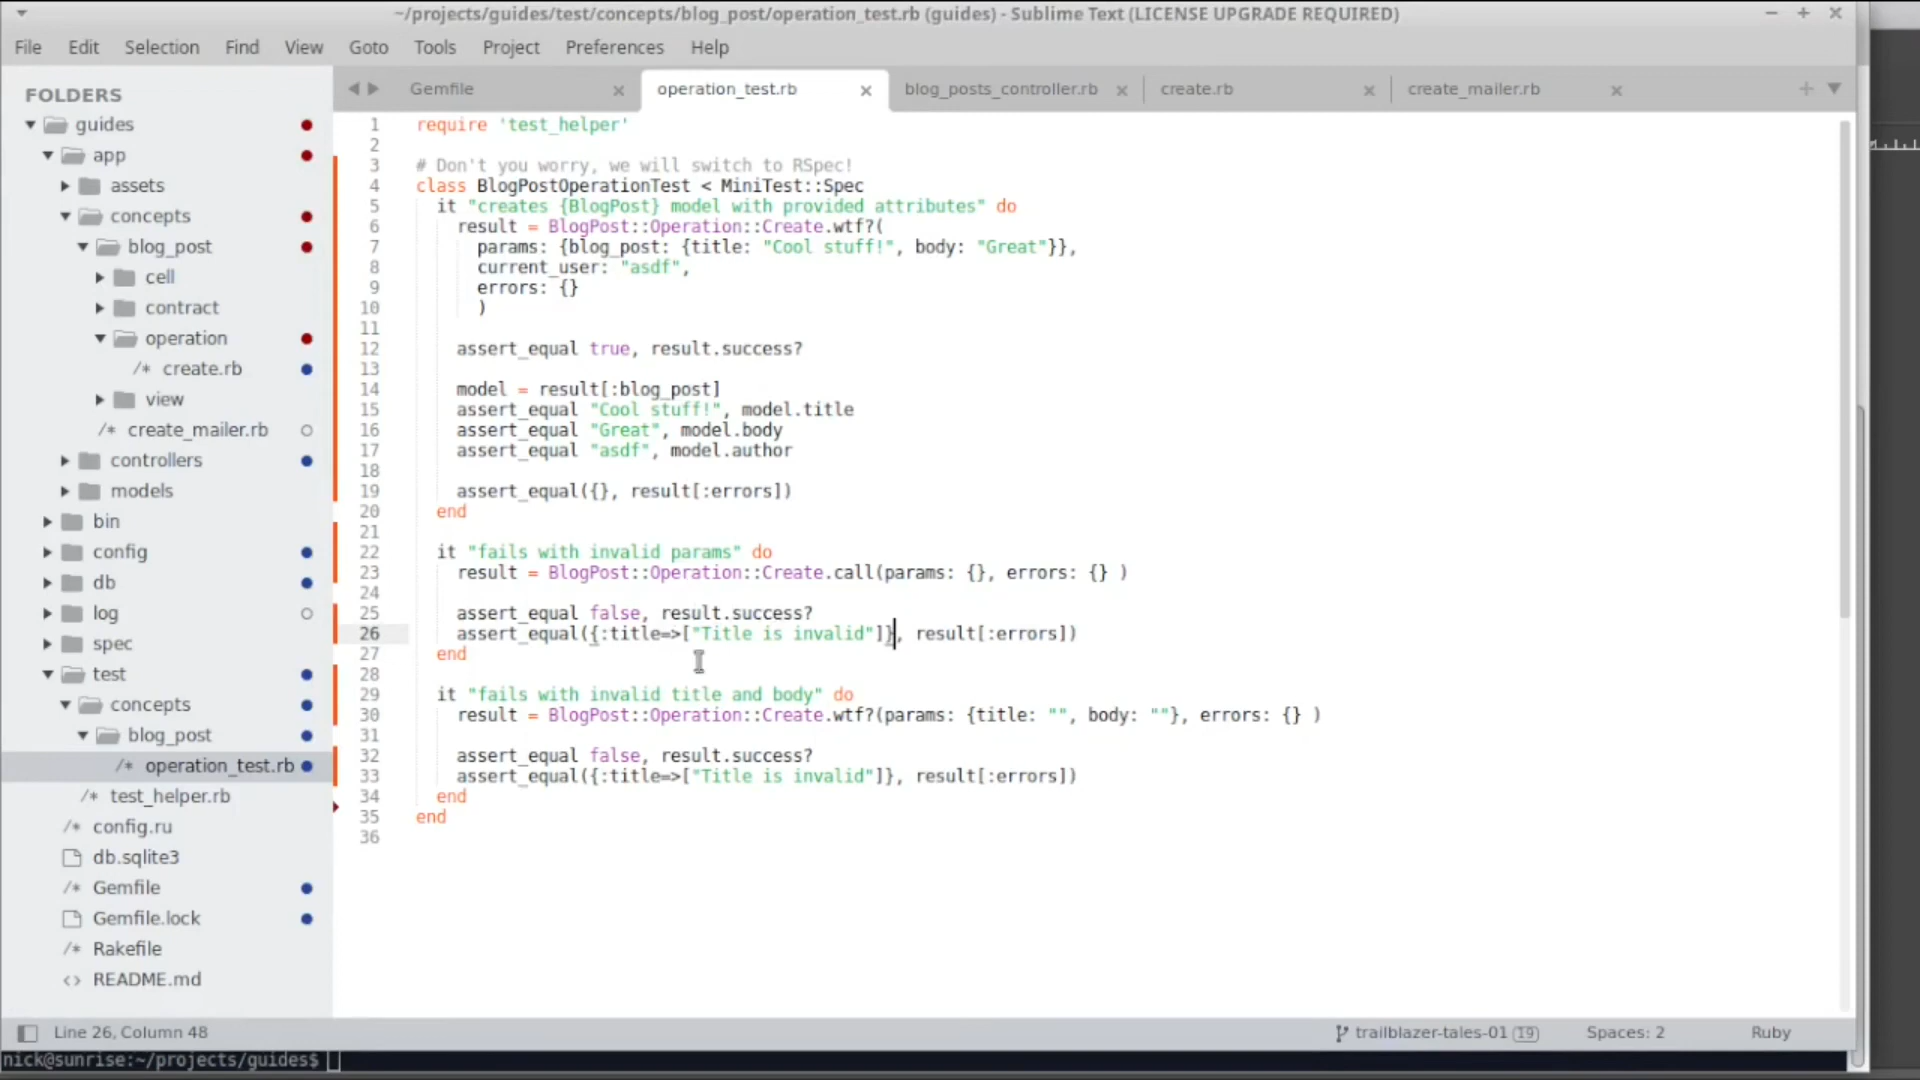 ~/projects/guides/test/concepts/blog_post/operation_test.rb (guides) - Sublime Text (LICENSE UPGRADE REQUIRED)
File Edit Selection Find View Goto Tools Project Preferences Help
FOLDERS
guides
app
assets
concepts
blog_post
cell
contract
operation
/* create.rb
view
/* create_mailer.rb
controllers
models
bin
config
db
log
spec
test
concepts
blog_post
/* operation_test.rb
/* test_helper.rb
/* config.ru
db.sqlite3
/* Gemfile
Gemfile.lock
/* Rakefile
<> README.md
Gemfile operation_test.rb blog_posts_controller.rb create.rb create_mailer.rb
1 require 'test_helper'
2
3 # Don't you worry, we will switch to RSpec!
4 class BlogPostOperationTest < MiniTest::Spec
5 it "creates {BlogPost} model with provided attributes" do
6 result = BlogPost::Operation::Create.wtf?(
7 params: {blog_post: {title: "Cool stuff!", body: "Great"}},
8 current_user: "asdf",
9 errors: {}
10 )
11
12 assert_equal true, result.success?
13
14 model = result[:blog_post]
15 assert_equal "Cool stuff!", model.title
16 assert_equal "Great", model.body
17 assert_equal "asdf", model.author
18
19 assert_equal({}, result[:errors])
20 end
21
22 it "fails with invalid params" do
23 result = BlogPost::Operation::Create.call(params: {}, errors: {} )
24
25 assert_equal false, result.success?
26 assert_equal({:title=>["Title is invalid"]}, result[:errors])
27 end
28
29 it "fails with invalid title and body" do
30 result = BlogPost::Operation::Create.wtf?(params: {title: "", body: ""}, errors: {} )
31
32 assert_equal false, result.success?
33 assert_equal({:title=>["Title is invalid"]}, result[:errors])
34 end
35 end
36
Line 26, Column 48 trailblazer-tales-01 19 Spaces: 2 Ruby
nick@sunrise:~/projects/guides$